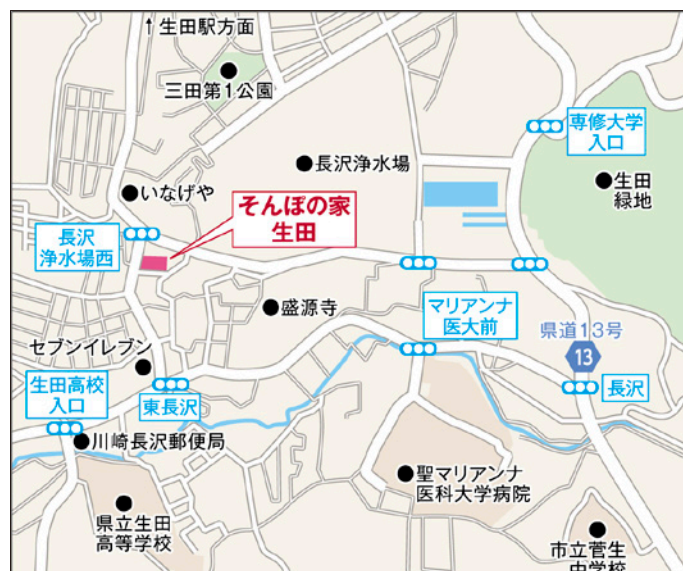 ↑生田駅方面
三田第1公園
専修大学
入口
長沢浄水場
生田
緑地
いなげや
そんぽの家
生田
長沢
浄水場西
盛源寺
マリアンナ
医大前
県道13号
13
セブンイレブン
長沢
生田高校
入口
東長沢
川崎長沢郵便局
聖マリアンナ
医科大学病院
県立生田
高等学校
市立菅生
中学校